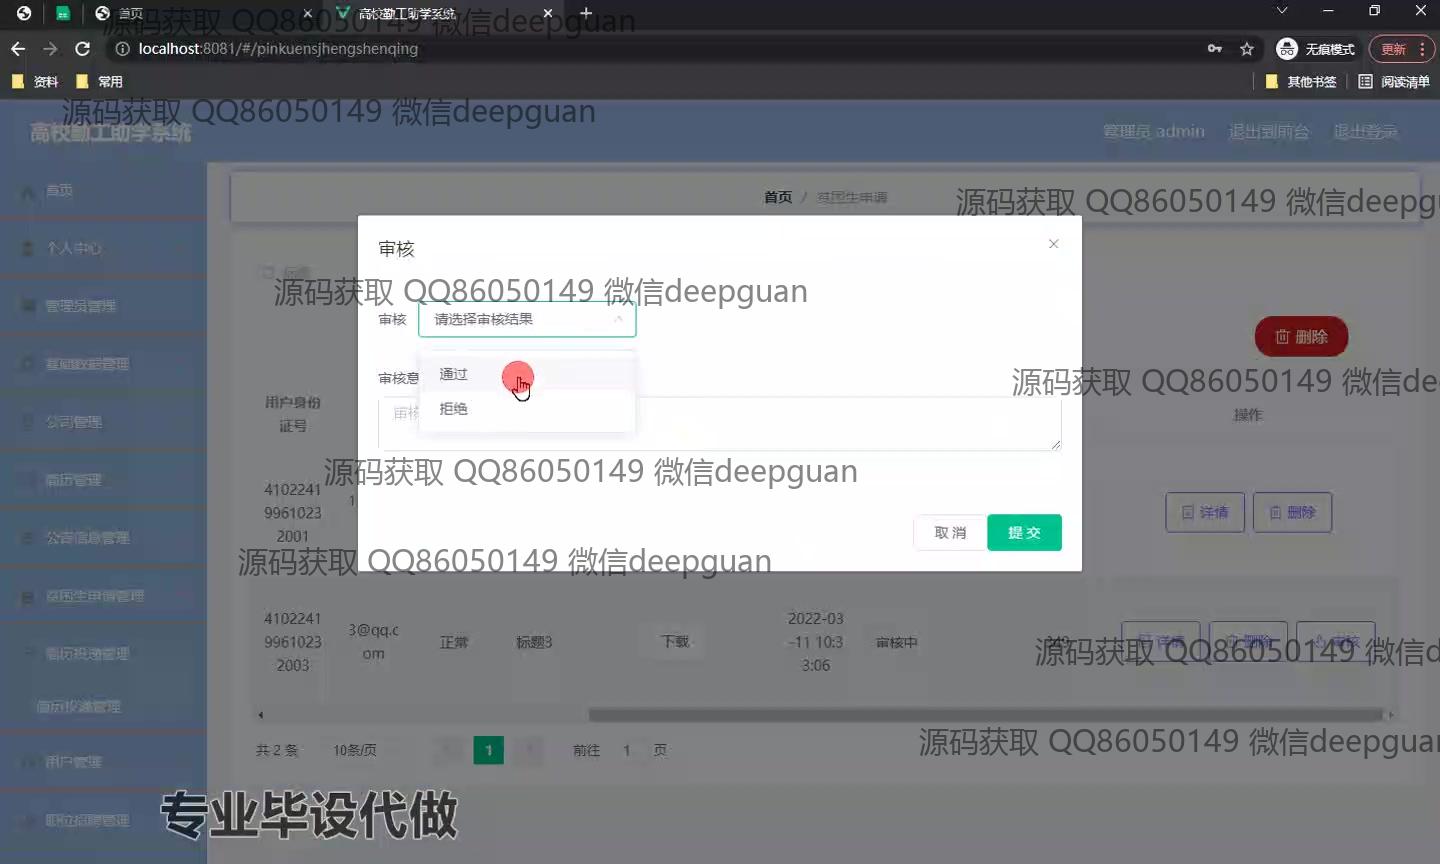 首页
高校勤工助学系统
源码获取 QQ86050149 微信deepguan
localhost:8081/#/pinkuensjhengshenqing
无痕模式
更新
资料
常用
其他书签
阅读清单
源码获取 QQ86050149 微信deepguan
高校勤工助学系统
管理员 admin
退出到前台
退出登录
首页
个人中心
管理员管理
基础数据管理
公司管理
简历管理
公告信息管理
贫困生申请管理
简历投递管理
简历投递管理
用户管理
职位招聘管理
首页 / 贫困生申请
源码获取 QQ86050149 微信deepgu
审核
源码获取 QQ86050149 微信deepguan
审核
请选择审核结果
通过
拒绝
审核意
审核
删除
源码获取 QQ86050149 微信de
用户身份
证号
操作
源码获取 QQ86050149 微信deepguan
4102241
9961023
2001
1
详情
删除
取消
提交
源码获取 QQ86050149 微信deepguan
4102241
9961023
2003
3@qq.c
om
正常
标题3
下载
2022-03
-11 10:3
3:06
审核中
详情
删除
审核
源码获取 QQ86050149 微信d
共 2 条
10条/页
1
前往
1
页
源码获取 QQ86050149 微信deepguan
专业毕设代做